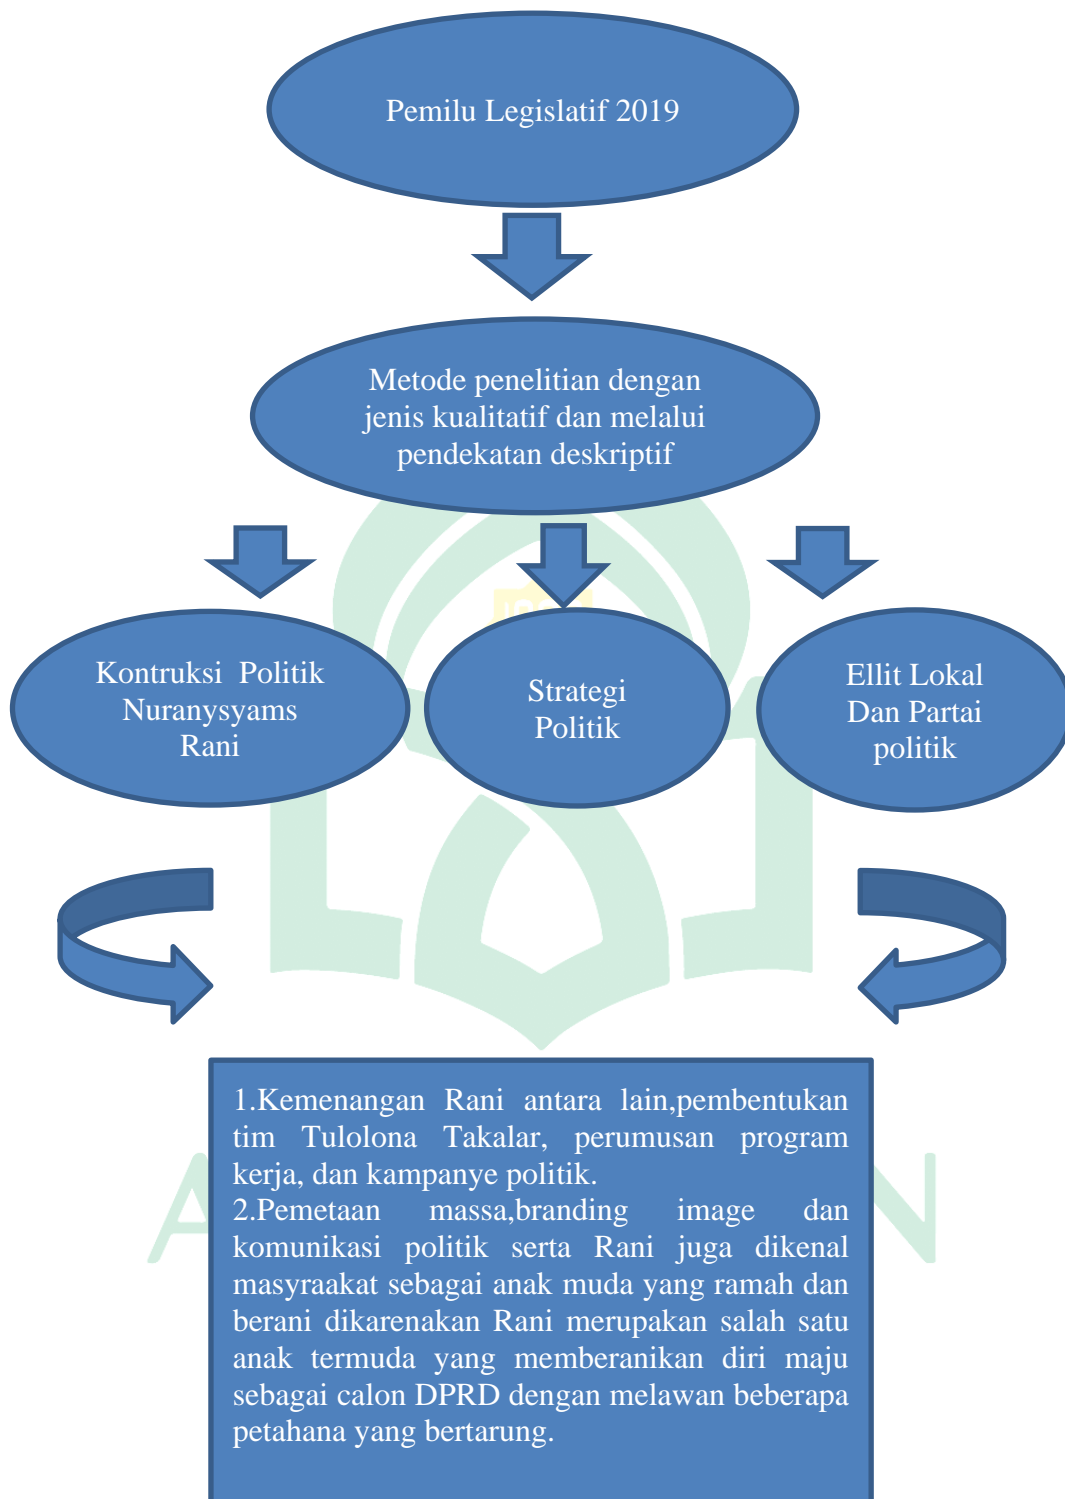 Pemilu Legislatif 2019
Metode penelitian dengan
jenis kualitatif dan melalui
pendekatan deskriptif
Kontruksi Politik
Nuranysyams
Rani
Strategi
Politik
Ellit Lokal
Dan Partai
politik
1.Kemenangan Rani antara lain,pembentukan
tim Tulolona Takalar, perumusan program
kerja, dan kampanye politik.
2.Pemetaan massa,branding image dan
komunikasi politik serta Rani juga dikenal
masyraakat sebagai anak muda yang ramah dan
berani dikarenakan Rani merupakan salah satu
anak termuda yang memberanikan diri maju
sebagai calon DPRD dengan melawan beberapa
petahana yang bertarung.